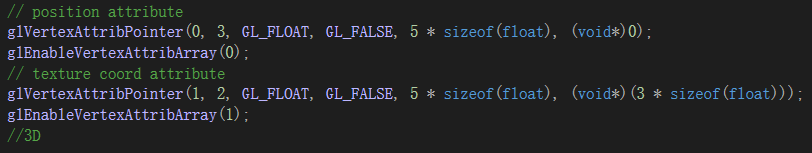 // position attribute
glVertexAttribPointer(0, 3, GL_FLOAT, GL_FALSE, 5 * sizeof(float), (void*)0);
glEnableVertexAttribArray(0);
// texture coord attribute
glVertexAttribPointer(1, 2, GL_FLOAT, GL_FALSE, 5 * sizeof(float), (void*)(3 * sizeof(float)));
glEnableVertexAttribArray(1);
//3D